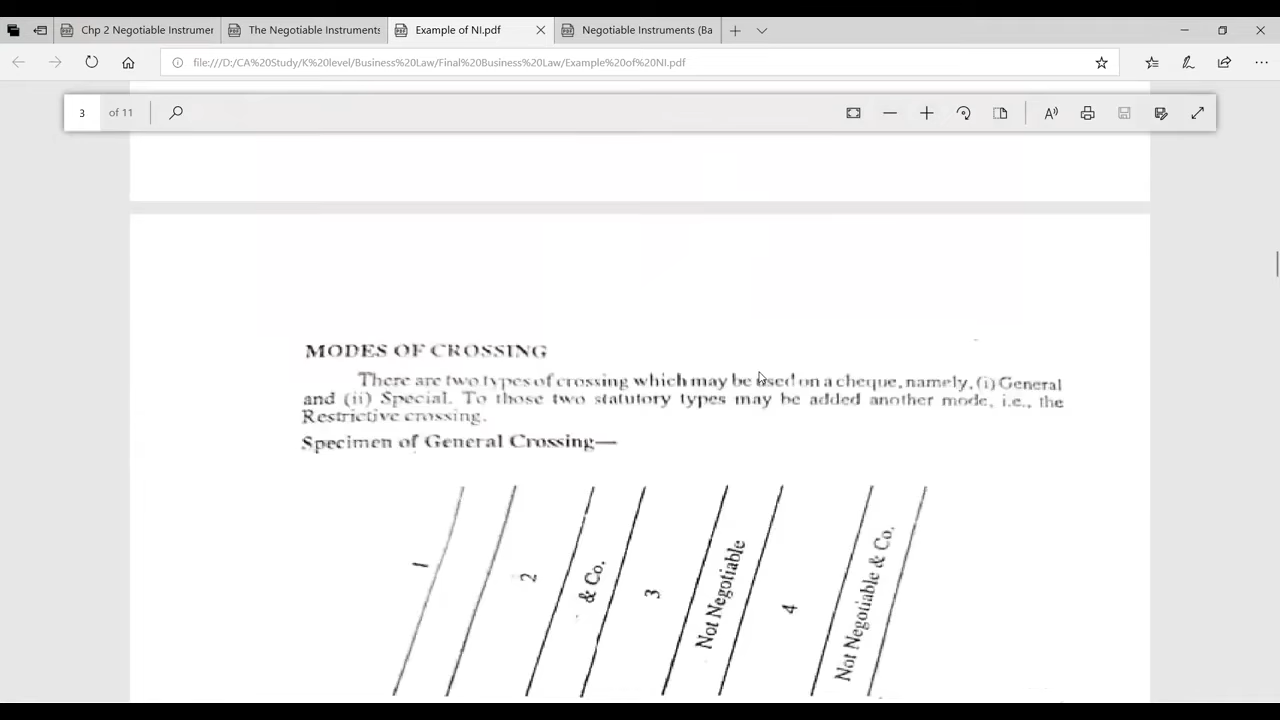 Chp 2 Negotiable Instrumer
The Negotiable Instruments
Example of NI.pdf
Negotiable Instruments (Ba
file:///D:/CA%20Study/K%20level/Business%20Law/Final%20Business%20Law/Example%20of%20NI.pdf
3 of 11
MODES OF CROSSING
There are two types of crossing which may be used on a cheque, namely, (i) General
and (ii) Special. To those two statutory types may be added another mode, i.e., the
Restrictive crossing.
Specimen of General Crossing—
1
2
& Co.
3
Not Negotiable
4
Not Negotiable & Co.